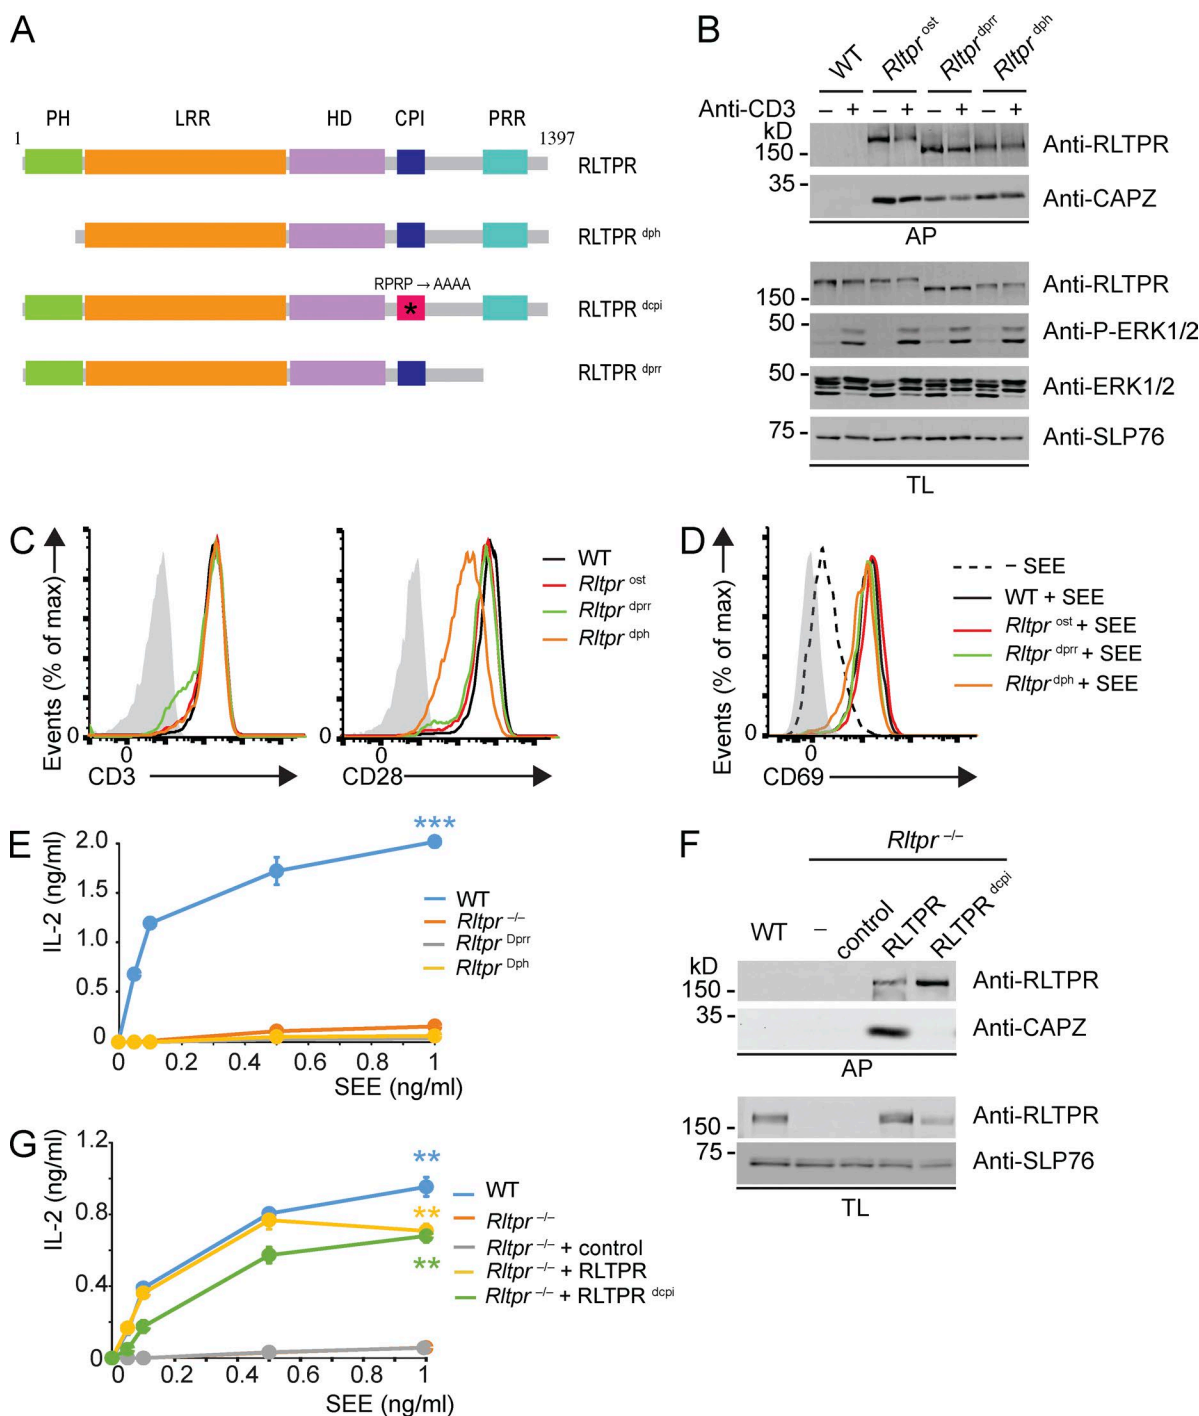 A
PH LRR HD CPI PRR
1 1397
RLTPR
RLTPR dph
RPRP → AAAA
*
RLTPR dcpi
RLTPR dprr
B
WT Rltpr ost Rltpr dprr Rltpr dph
Anti-CD3 – + – + – + – +
kD
150 Anti-RLTPR
35 Anti-CAPZ
AP
150 Anti-RLTPR
50 Anti-P-ERK1/2
50 Anti-ERK1/2
75 Anti-SLP76
TL
C
Events (% of max)
0
0
CD3
0
0
CD28
WT
Rltpr ost
Rltpr dprr
Rltpr dph
D
Events (% of max)
0
0
CD69
– SEE
WT + SEE
Rltpr ost + SEE
Rltpr dprr + SEE
Rltpr dph + SEE
E
IL-2 (ng/ml)
2.0
1.5
1.0
0.5
0
0 0.2 0.4 0.6 0.8 1
SEE (ng/ml)
***
WT
Rltpr –/–
Rltpr Dprr
Rltpr Dph
F
Rltpr –/–
WT – control RLTPR RLTPR dcpi
kD
150 Anti-RLTPR
35 Anti-CAPZ
AP
150 Anti-RLTPR
75 Anti-SLP76
TL
G
IL-2 (ng/ml)
1.2
0.8
0.4
0
0 0.2 0.4 0.6 0.8 1
SEE (ng/ml)
**
**
**
WT
Rltpr –/–
Rltpr –/– + control
Rltpr –/– + RLTPR
Rltpr –/– + RLTPR dcpi